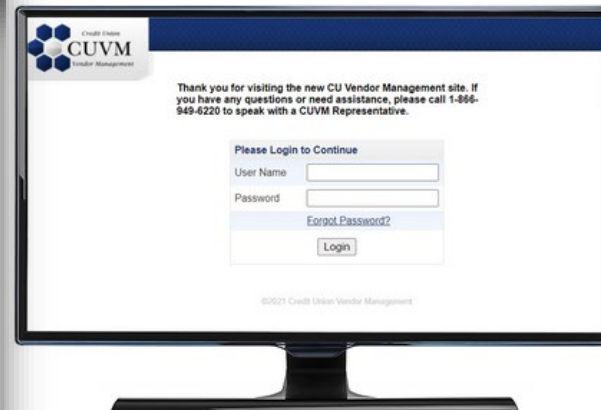 Credit Union
CUVM
Vendor Management
Thank you for visiting the new CU Vendor Management site. If
you have any questions or need assistance, please call 1-866-
949-6220 to speak with a CUVM Representative.
Please Login to Continue
User Name
Password
Forgot Password?
Login
©2021 Credit Union Vendor Management